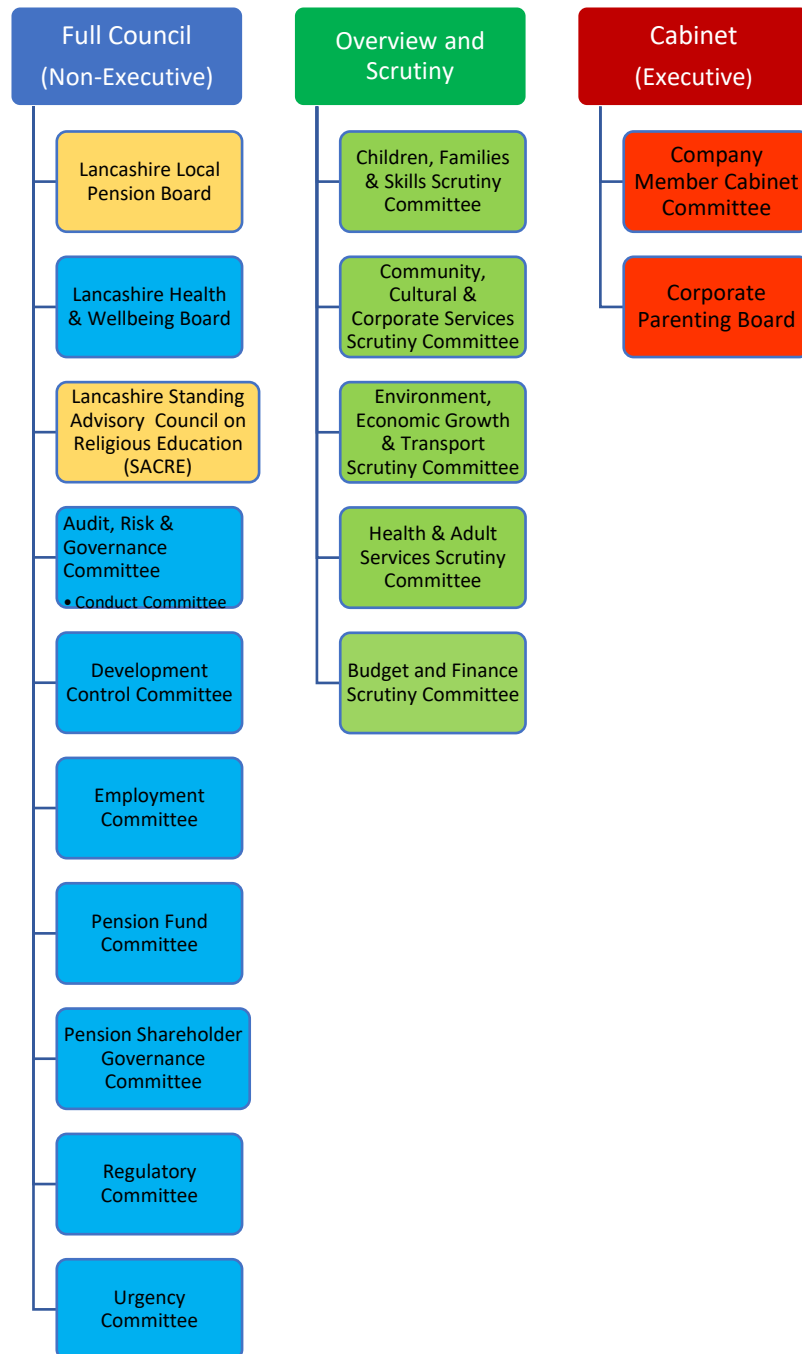 Full Council
(Non-Executive)
Lancashire Local
Pension Board
Lancashire Health
& Wellbeing Board
Lancashire Standing
Advisory Council on
Religious Education
(SACRE)
Audit, Risk &
Governance
Committee
• Conduct Committee
Development
Control Committee
Employment
Committee
Pension Fund
Committee
Pension Shareholder
Governance
Committee
Regulatory
Committee
Urgency
Committee
Overview and
Scrutiny
Children, Families
& Skills Scrutiny
Committee
Community,
Cultural &
Corporate Services
Scrutiny Committee
Environment,
Economic Growth
& Transport
Scrutiny Committee
Health & Adult
Services Scrutiny
Committee
Budget and Finance
Scrutiny Committee
Cabinet
(Executive)
Company
Member Cabinet
Committee
Corporate
Parenting Board